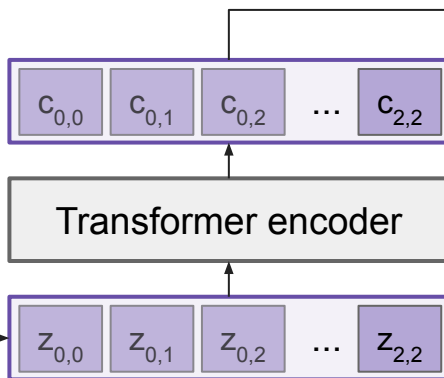 c0,0 c0,1 c0,2 ... c2,2
Transformer encoder
z0,0 z0,1 z0,2 ... z2,2